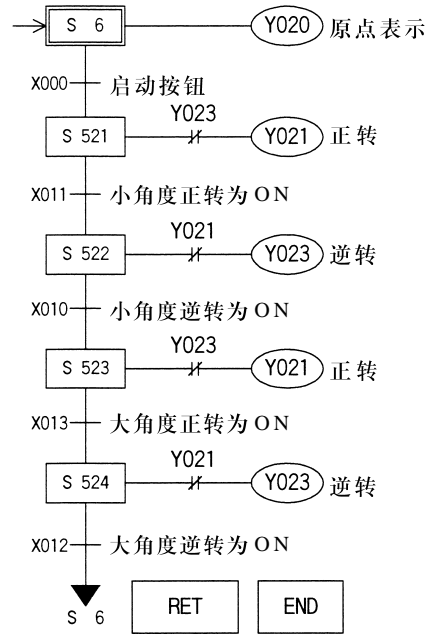 S 6 Y020 原点表示
X000 启动按钮
Y023
S 521 Y021 正转
X011 小角度正转为ON
Y021
S 522 Y023 逆转
X010 小角度逆转为ON
Y023
S 523 Y021 正转
X013 大角度正转为ON
Y021
S 524 Y023 逆转
X012 大角度逆转为ON
S 6 RET END